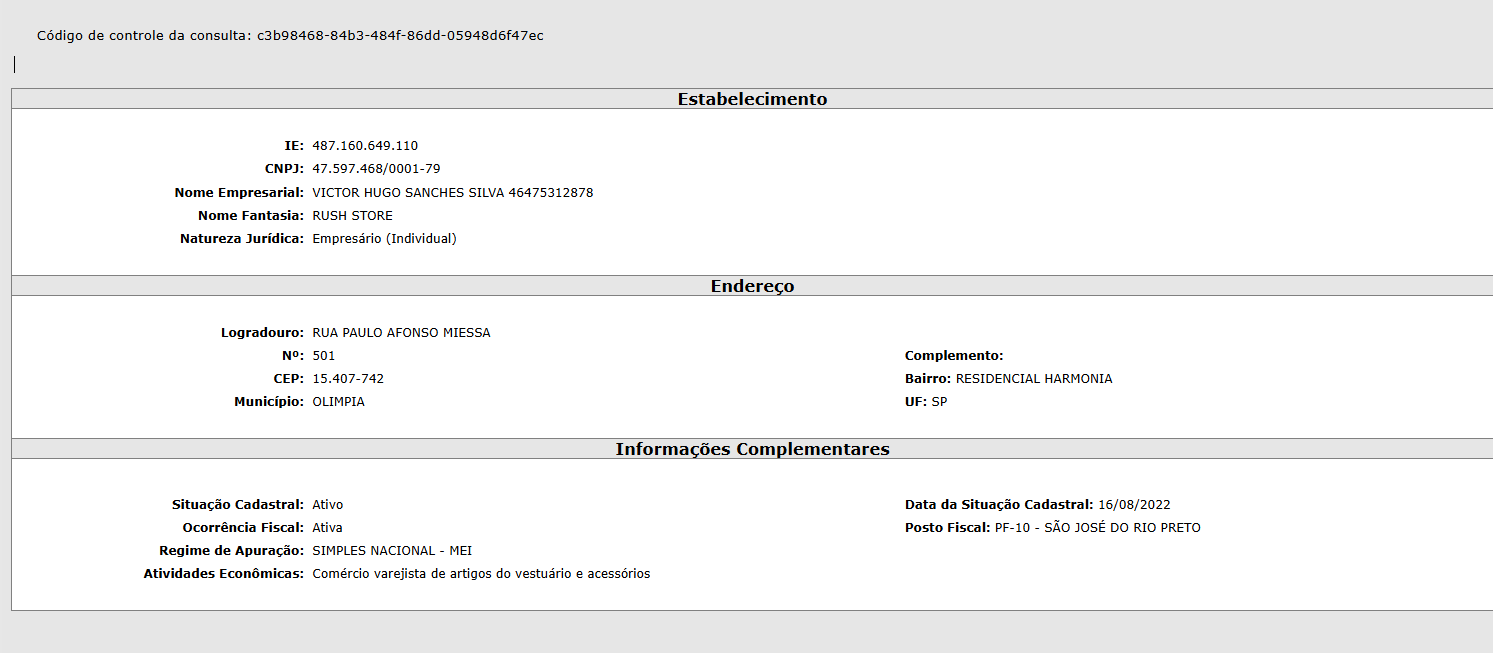 Código de controle da consulta: c3b98468-84b3-484f-86dd-05948d6f47ec
Estabelecimento
IE: 487.160.649.110
CNPJ: 47.597.468/0001-79
Nome Empresarial: VICTOR HUGO SANCHES SILVA 46475312878
Nome Fantasia: RUSH STORE
Natureza Jurídica: Empresário (Individual)
Endereço
Logradouro: RUA PAULO AFONSO MIESSA
Nº: 501 Complemento:
CEP: 15.407-742 Bairro: RESIDENCIAL HARMONIA
Município: OLIMPIA UF: SP
Informações Complementares
Situação Cadastral: Ativo Data da Situação Cadastral: 16/08/2022
Ocorrência Fiscal: Ativa Posto Fiscal: PF-10 - SÃO JOSÉ DO RIO PRETO
Regime de Apuração: SIMPLES NACIONAL - MEI
Atividades Econômicas: Comércio varejista de artigos do vestuário e acessórios